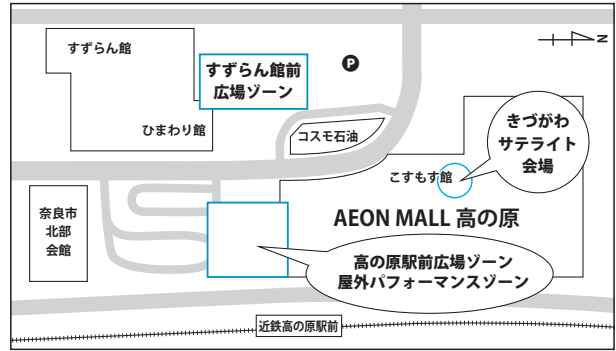 すずらん館
すずらん館前
広場ゾーン
P
N
ひまわり館
コスモ石油
きづがわ
サテライト
会場
こすもす館
奈良市
北部
会館
AEON MALL 高の原
高の原駅前広場ゾーン
屋外パフォーマンスゾーン
近鉄高の原駅前